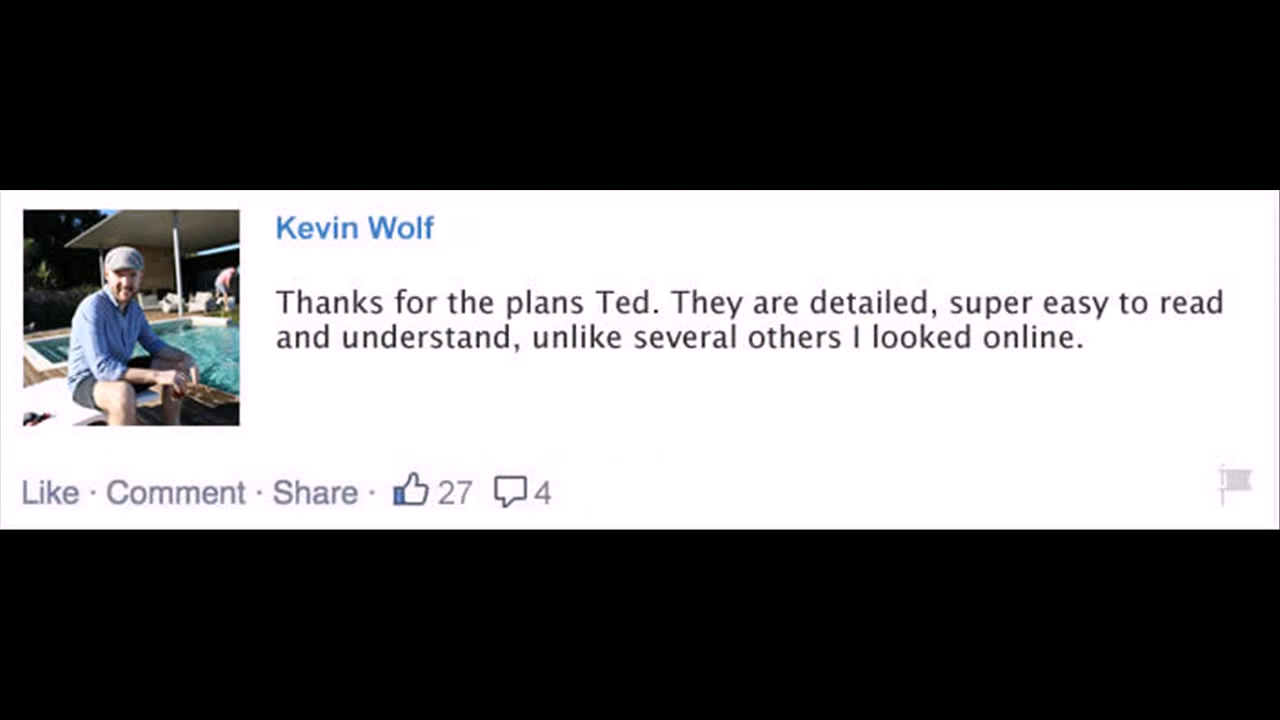 Kevin Wolf
Thanks for the plans Ted. They are detailed, super easy to read
and understand, unlike several others I looked online.
Like · Comment · Share · 27 4